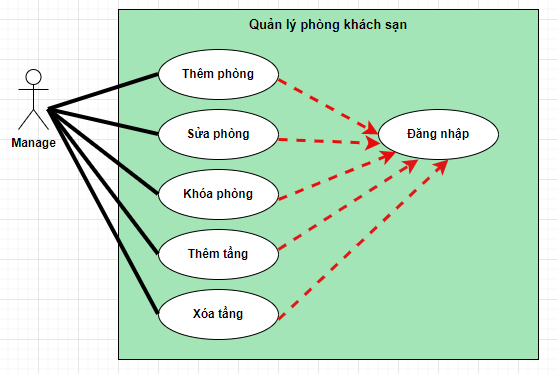 Quản lý phòng khách sạn
Thêm phòng
Sửa phòng
Đăng nhập
Manage
Khóa phòng
Thêm tầng
Xóa tầng